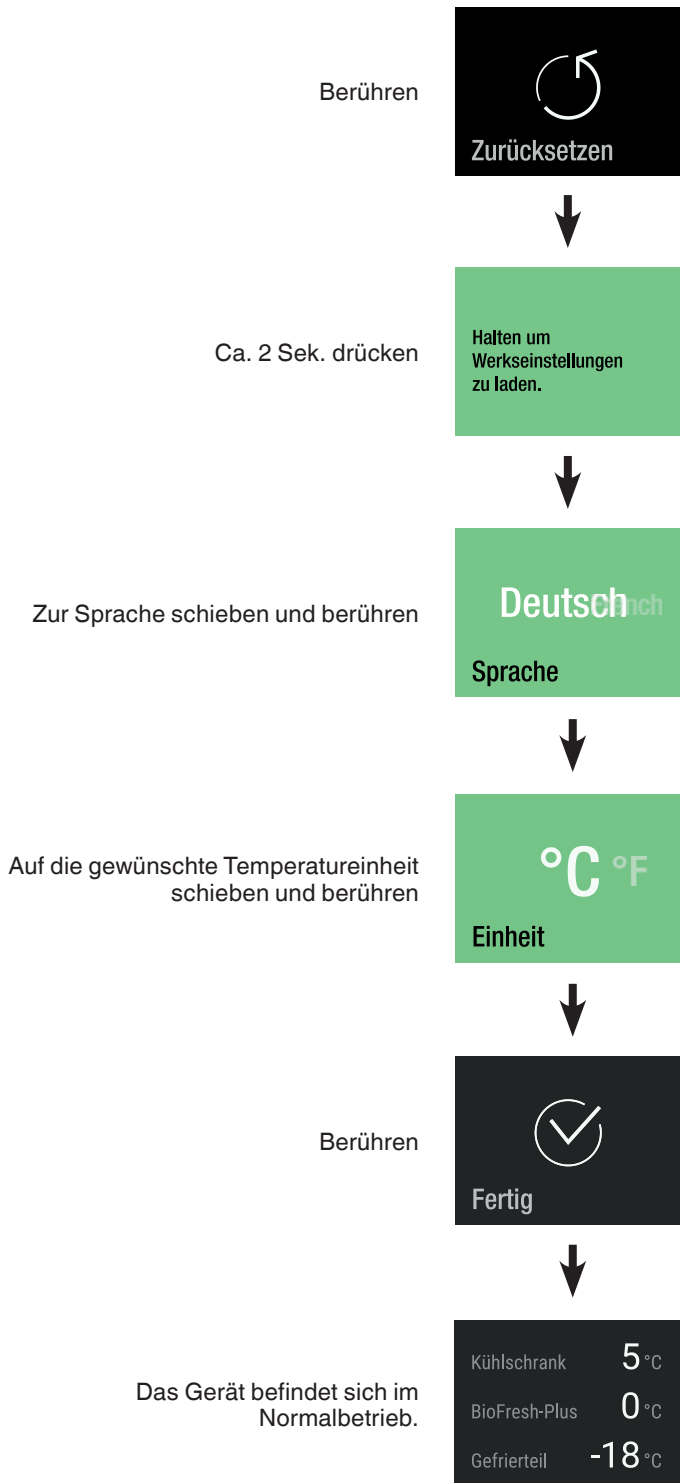 Berühren
Zurücksetzen
Ca. 2 Sek. drücken
Halten um
Werkseinstellungen
zu laden.
Zur Sprache schieben und berühren
Deutsch
Sprache
Auf die gewünschte Temperatureinheit
schieben und berühren
°C °F
Einheit
Berühren
Fertig
Das Gerät befindet sich im
Normalbetrieb.
Kühlschrank 5 °C
BioFresh-Plus 0 °C
Gefrierteil -18 °C